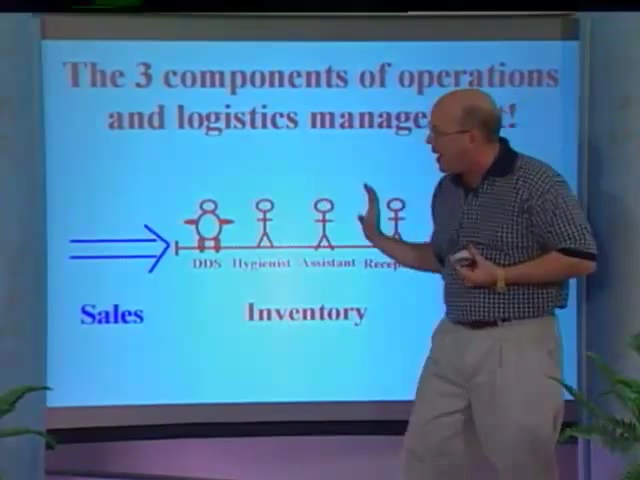 The 3 components of operations
and logistics manage t!
DDS Hygienist Assistant Recep
Sales Inventory